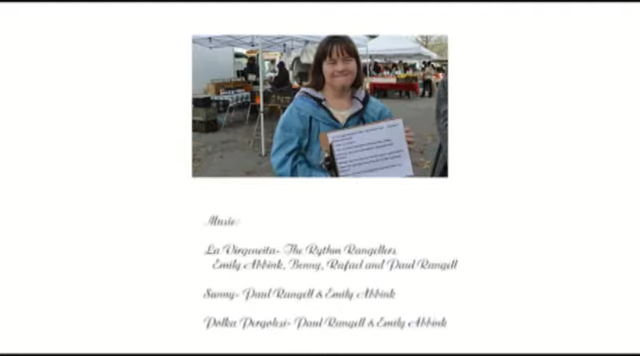 Music:
La Virgencita- The Rythm Rangellers
Emily Abbink, Benny, Rafael and Paul Rangell
Sunny- Paul Rangell & Emily Abbink
Polka Pergolesi- Paul Rangell & Emily Abbink